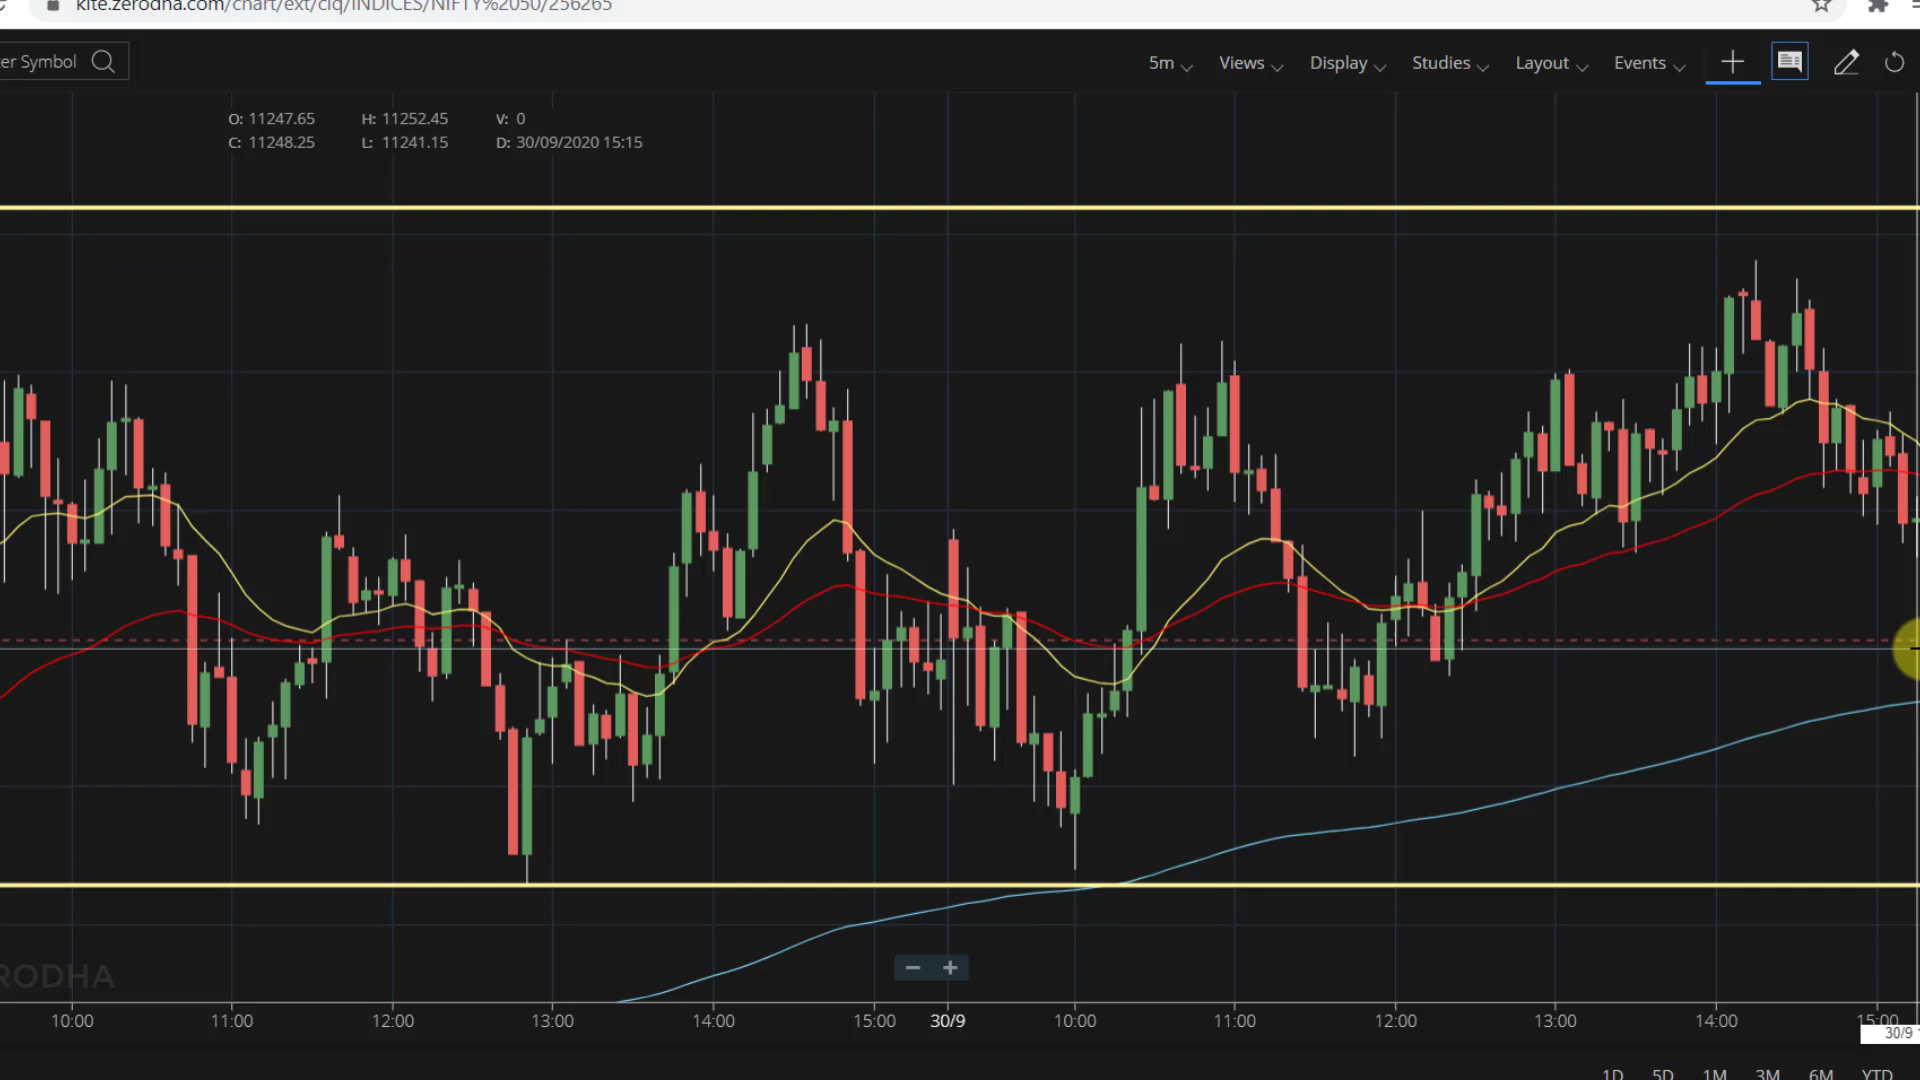 kite.zerodha.com/chart/ext/ciq/INDICES/NIFTY%2050/256265
er Symbol
5m Views Display Studies Layout Events
O: 11247.65 H: 11252.45 V: 0
C: 11248.25 L: 11241.15 D: 30/09/2020 15:15
RODHA
10:00 11:00 12:00 13:00 14:00 15:00 30/9 10:00 11:00 12:00 13:00 14:00 15:00
30/9
1D 5D 1M 3M 6M YTD